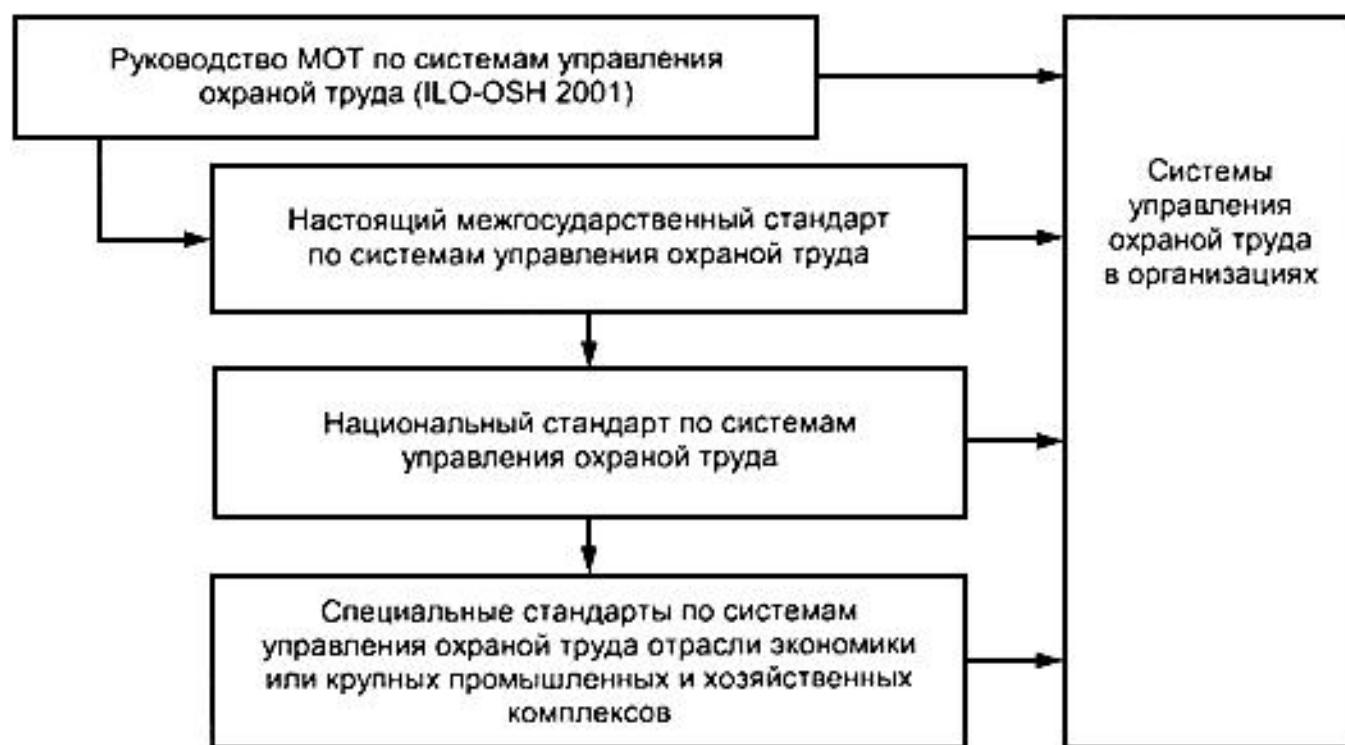 Руководство МОТ по системам управления
охраной труда (ILO-OSH 2001)
Настоящий межгосударственный стандарт
по системам управления охраной труда
Национальный стандарт по системам
управления охраной труда
Специальные стандарты по системам
управления охраной труда отрасли экономики
или крупных промышленных и хозяйственных
комплексов
Системы
управления
охраной труда
в организациях